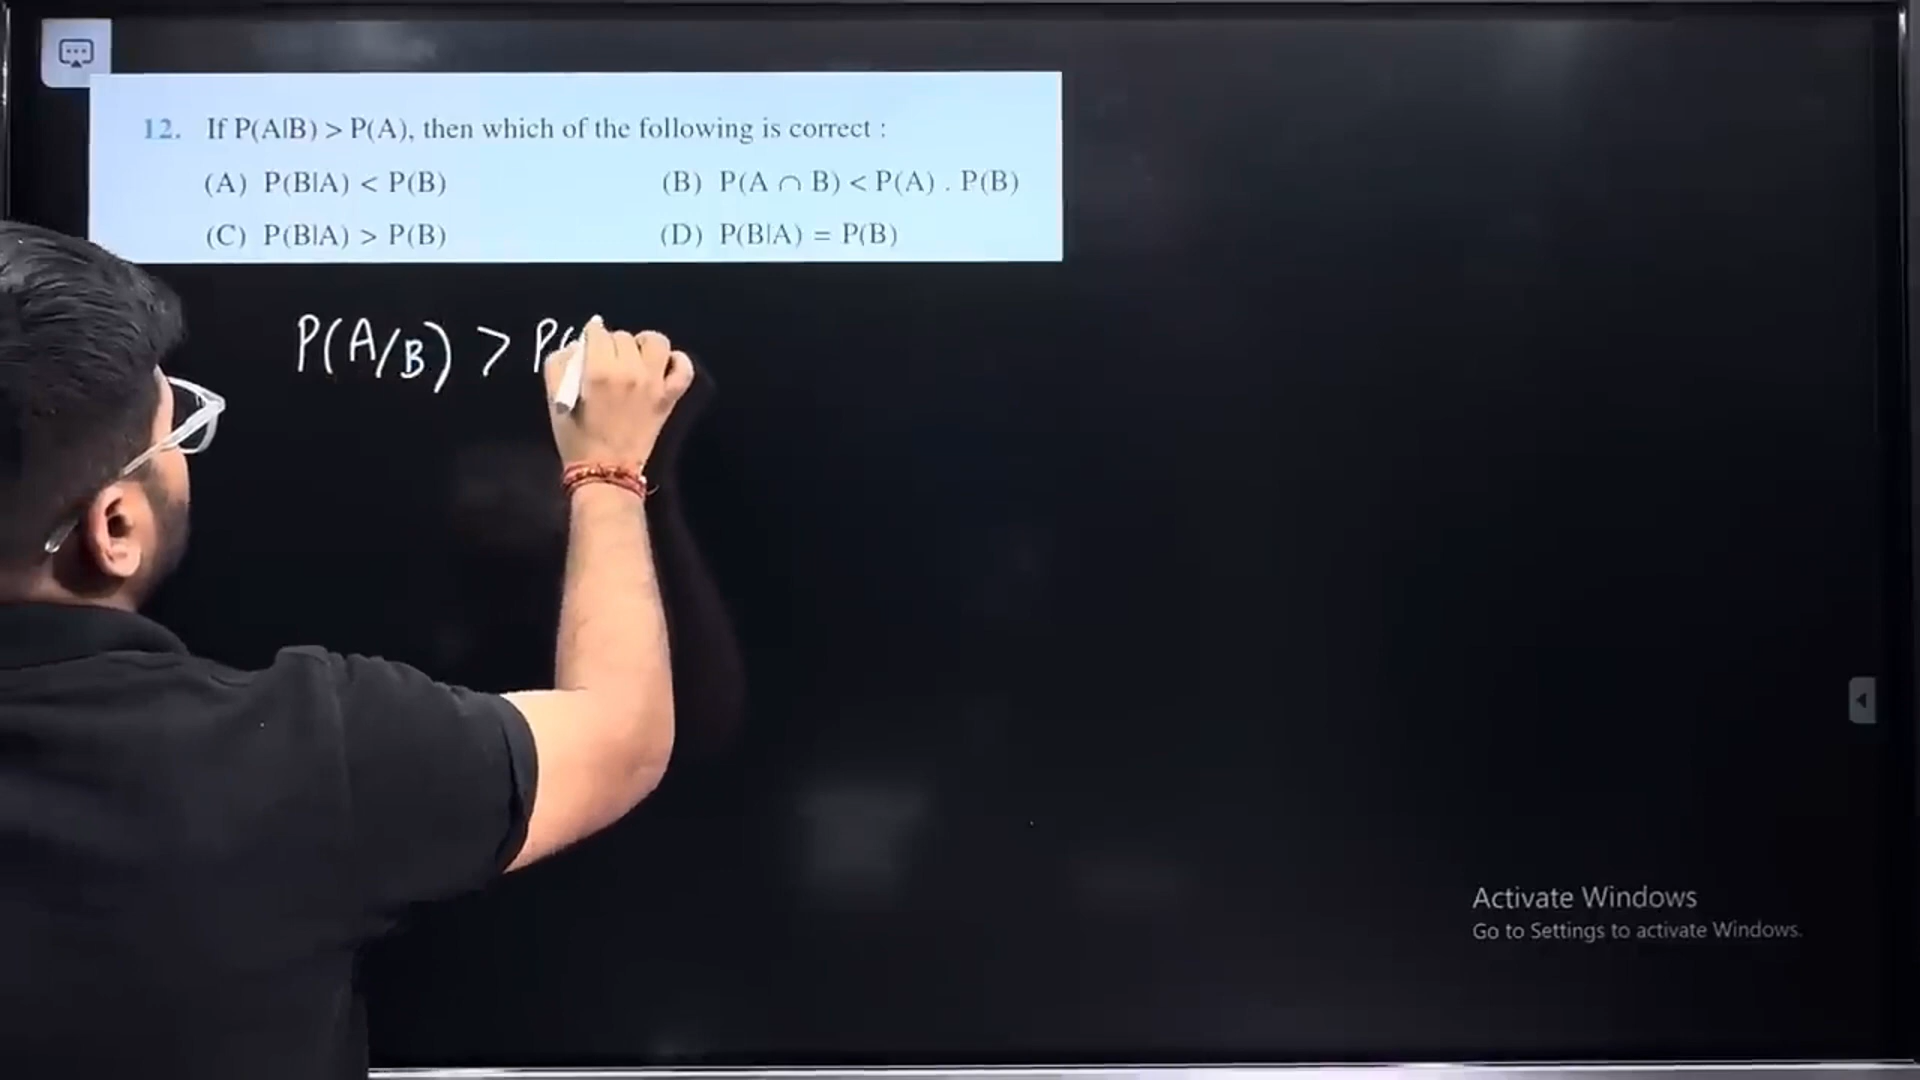 12. If P(A|B) > P(A), then which of the following is correct :
(A) P(B|A) < P(B) (B) P(A ∩ B) < P(A) . P(B)
(C) P(B|A) > P(B) (D) P(B|A) = P(B)
P(A/B) > P(
Activate Windows
Go to Settings to activate Windows.